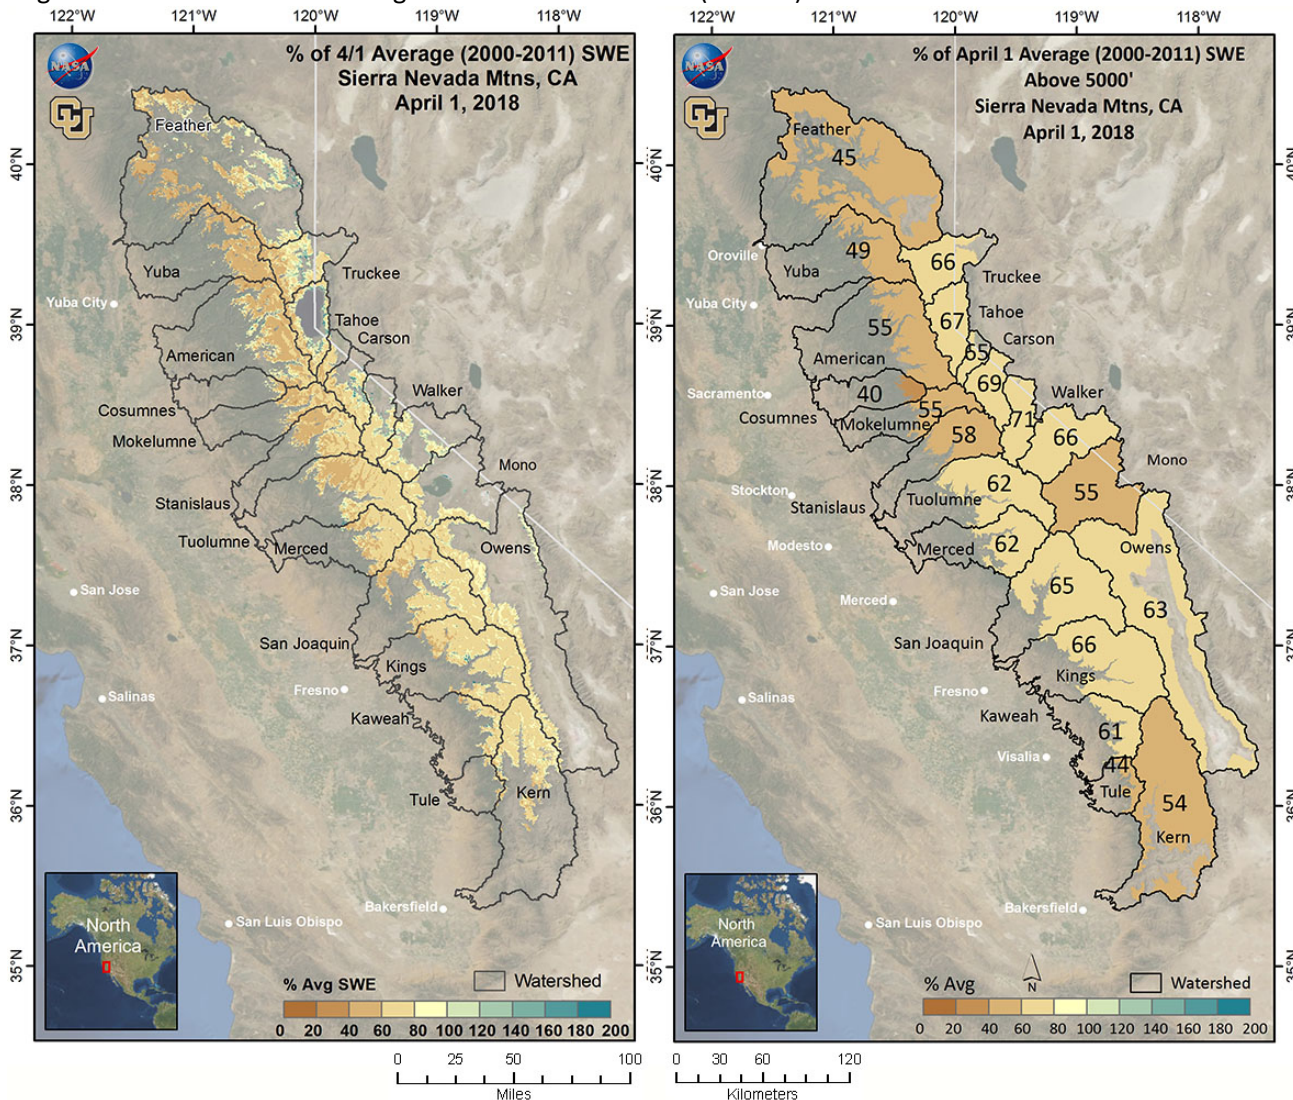 122°W 121°W 120°W 119°W 118°W
% of 4/1 Average (2000-2011) SWE
Sierra Nevada Mtns, CA
April 1, 2018
NASA
CU
Feather
Yuba
Truckee
Yuba City
Tahoe
Carson
American
Walker
Cosumnes
Mokelumne
Mono
Stanislaus
Tuolumne
Merced
Owens
San Jose
San Joaquin
Kings
Fresno
Salinas
Kaweah
Tule
Kern
Bakersfield
San Luis Obispo
North
America
40°N
39°N
38°N
37°N
36°N
35°N
% Avg SWE
Watershed
0 20 40 60 80 100 120 140 160 180 200
0 25 50 100
Miles
122°W 121°W 120°W 119°W 118°W
% of April 1 Average (2000-2011) SWE
Above 5000'
Sierra Nevada Mtns, CA
April 1, 2018
NASA
CU
Feather
45
Oroville
49
Yuba
66
Truckee
Yuba City
67
Tahoe
55
Carson
65
American
69
Walker
Sacramento
40
Cosumnes
55
Mokelumne
71
58
66
Mono
62
55
Stockton
Tuolumne
Stanislaus
Modesto
Merced
62
Owens
San Jose
Merced
65
63
San Joaquin
66
Kings
Fresno
Salinas
Kaweah
61
Visalia
44
Tule
54
Kern
Bakersfield
San Luis Obispo
North
America
40°N
39°N
38°N
37°N
36°N
35°N
N
% Avg
Watershed
0 20 40 60 80 100 120 140 160 180 200
0 30 60 120
Kilometers